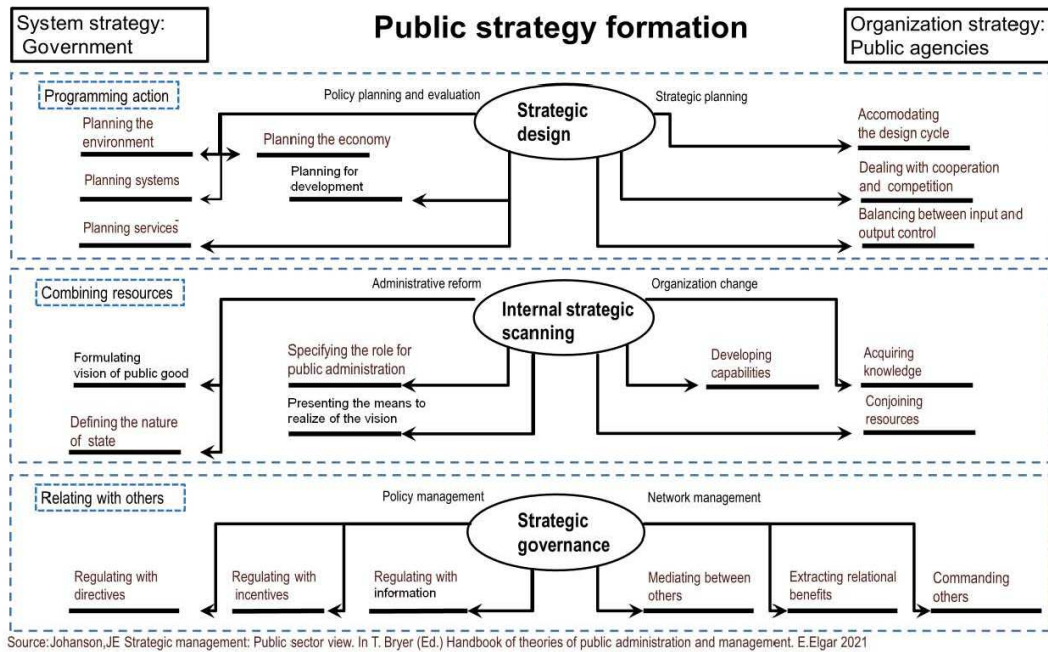 System strategy:
Government
Public strategy formation
Organization strategy:
Public agencies
Programming action
Policy planning and evaluation
Strategic
design
Strategic planning
Planning the
environment
Planning the economy
Accomodating
the design cycle
Planning systems
Planning for
development
Dealing with cooperation
and competition
Planning services
Balancing between input and
output control
Combining resources
Administrative reform
Internal strategic
scanning
Organization change
Formulating
vision of public good
Specifying the role for
public administration
Developing
capabilities
Acquiring
knowledge
Defining the nature
of state
Presenting the means to
realize of the vision
Conjoining
resources
Relating with others
Policy management
Strategic
governance
Network management
Regulating with
directives
Regulating with
incentives
Regulating with
information
Mediating between
others
Extracting relational
benefits
Commanding
others
Source:Johanson,JE Strategic management: Public sector view. In T. Bryer (Ed.) Handbook of theories of public administration and management. E.Elgar 2021